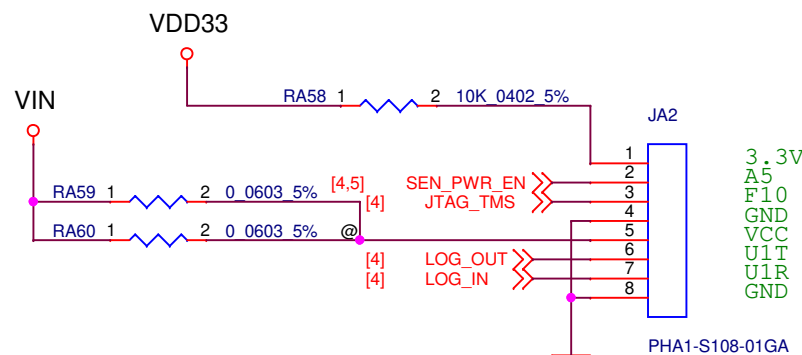 VDD33
RA58 1 2 10K_0402_5%
VIN
JA2
1 3.3V
RA59 1 2 0_0603_5% [4,5] SEN_PWR_EN 2 A5
[4] JTAG_TMS 3 F10
4 GND
RA60 1 2 0_0603_5% @ 5 VCC
[4] LOG_OUT 6 U1T
[4] LOG_IN 7 U1R
8 GND
PHA1-S108-01GA